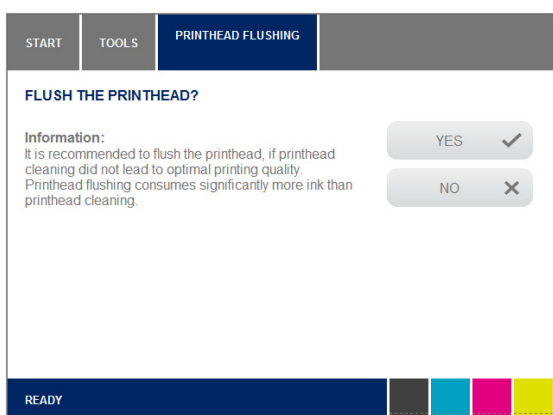 START
TOOLS
PRINTHEAD FLUSHING
FLUSH THE PRINTHEAD?
Information:
It is recommended to flush the printhead, if printhead
cleaning did not lead to optimal printing quality.
Printhead flushing consumes significantly more ink than
printhead cleaning.
YES
NO
READY